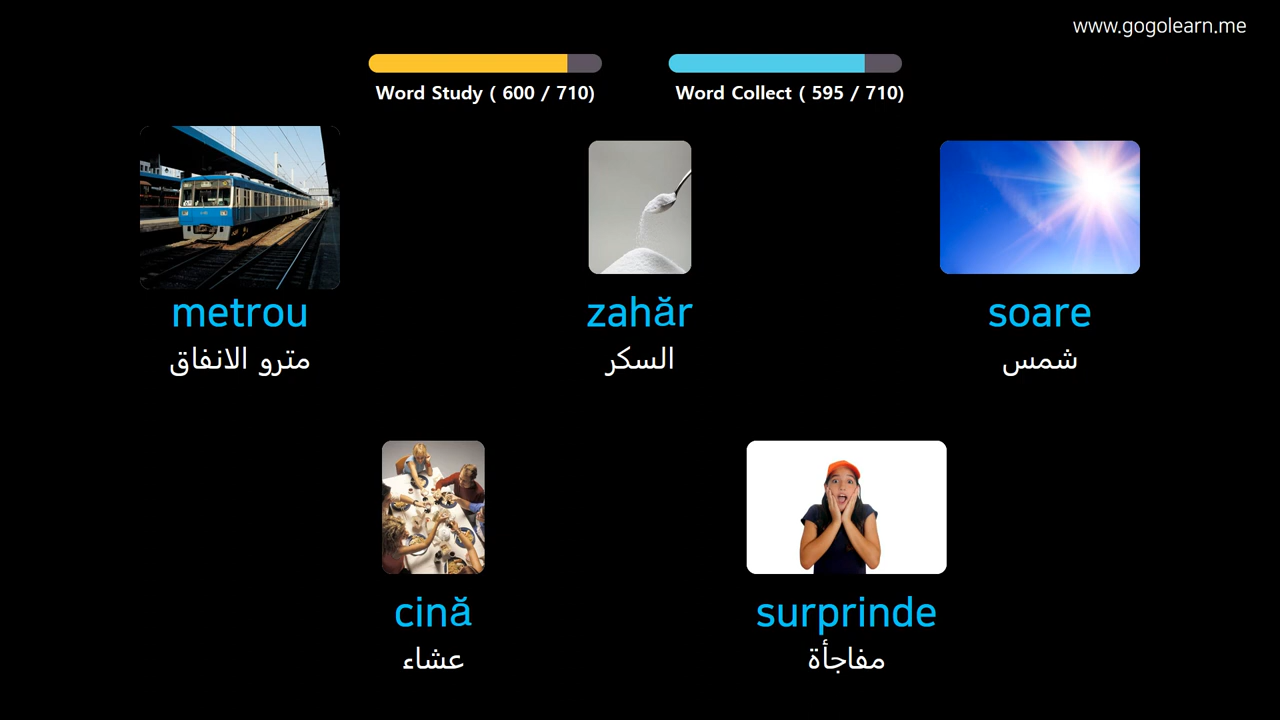 www.gogolearn.me
Word Study ( 600 / 710)
Word Collect ( 595 / 710)
metrou
مترو الانفاق
zahăr
السكر
soare
شمس
cină
عشاء
surprinde
مفاجأة